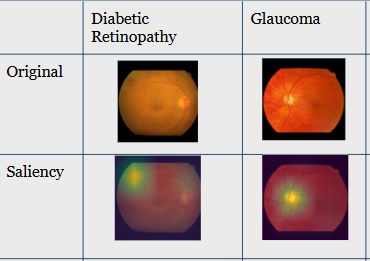 Diabetic
Retinopathy
Glaucoma
Original
Saliency